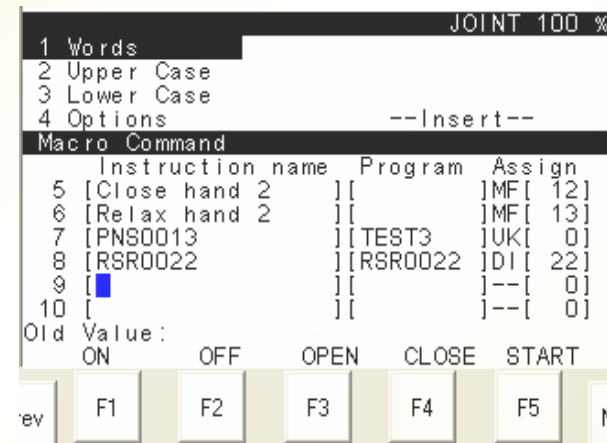 JOINT 100 %
1 Words
2 Upper Case
3 Lower Case
4 Options --Insert--
Macro Command
Instruction name Program Assign
5 [Close hand 2 ][ ]MF[ 12]
6 [Relax hand 2 ][ ]MF[ 13]
7 [PNS0013 ][TEST3 ]UK[ 0]
8 [RSR0022 ][RSR0022 ]DI[ 22]
9 [ ][ ]--[ 0]
10 [ ][ ]--[ 0]
Old Value:
ON OFF OPEN CLOSE START
ev F1 F2 F3 F4 F5